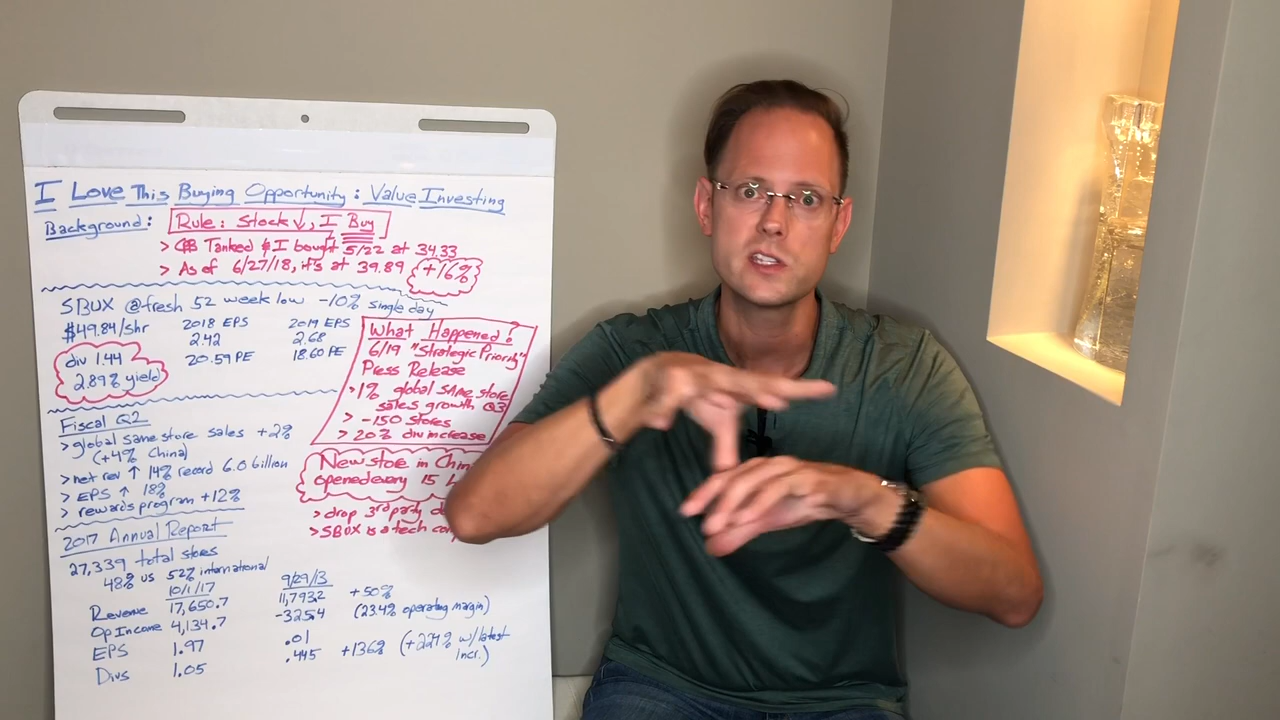 I Love This Buying Opportunity: Value Investing
Background: Rule: Stock ↓, I Buy
> CPB Tanked & I bought 5/22 at 34.33
> As of 6/27/18, it's at 39.89 +16%
SBUX @ fresh 52 week low -10% single day
$49.84/shr 2018 EPS 2019 EPS
2.42 2.68
20.59 PE 18.60 PE
div 1.44
2.89% yield
What Happened?
6/19 "Strategic Priority"
Press Release
> 1% global same store
sales growth Q3
> -150 stores
> 20% div increase
Fiscal Q2
> global same store sales +2%
(+4% China)
> net rev ↑ 14% record 6.0 billion
> EPS ↑ 18%
> rewards program +12%
New store in
opened every 15
> drop 3rd party
> SBUX is a tech
2017 Annual Report
27,339 total stores
48% US 52% international
10/1/17 9/29/13
Revenue 17,650.7 11,793.2 +50%
Op Income 4,134.7 -325.4 (23.4% operating margin)
EPS 1.97 .01
Divs 1.05 .445 +136% (+224% w/latest
incr.)